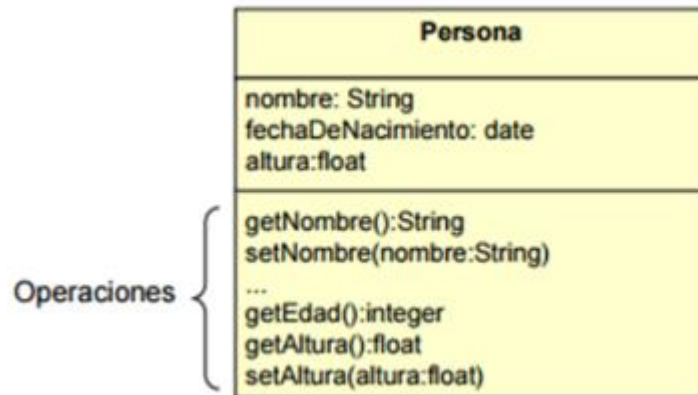 Persona
nombre: String
fechaDeNacimiento: date
altura:float
Operaciones
getNombre():String
setNombre(nombre:String)
...
getEdad():integer
getAltura():float
setAltura(altura:float)